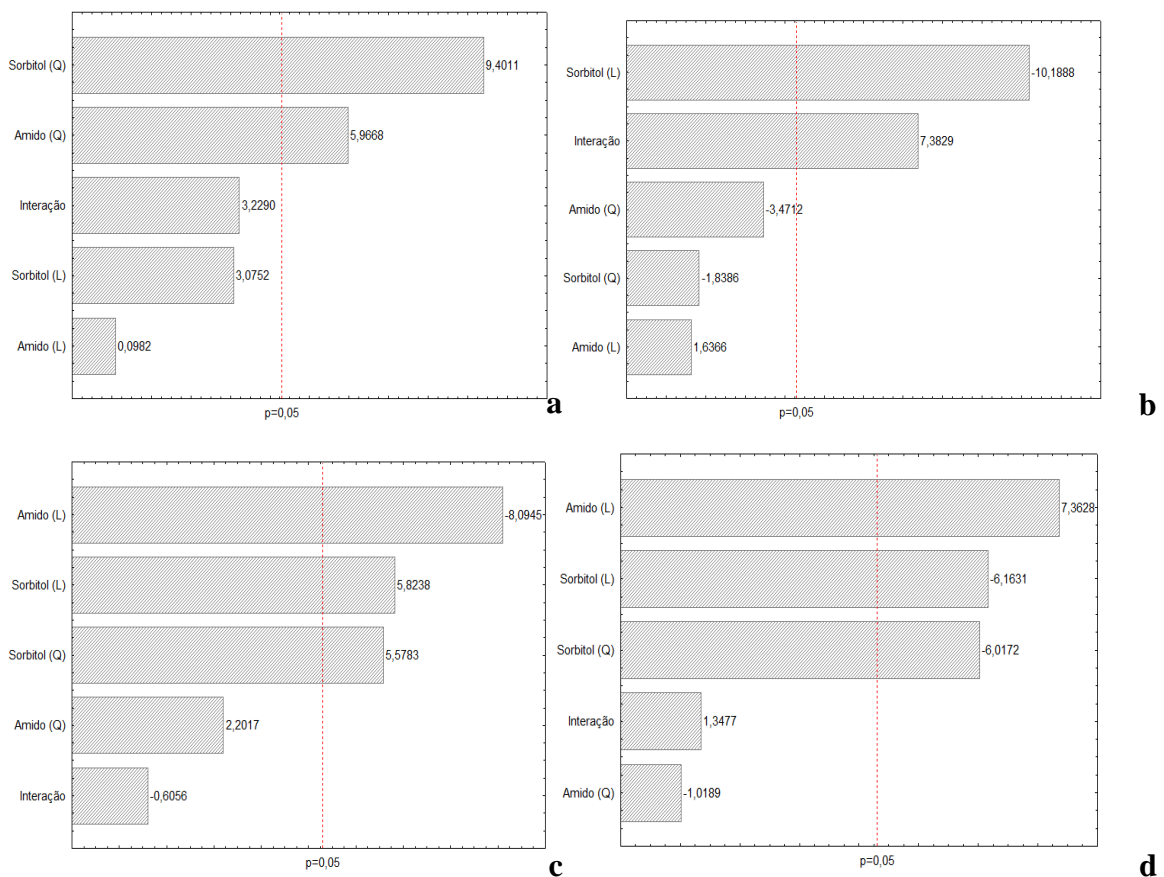 Sorbitol (Q)
9,4011
Amido (Q)
5,9668
Interação
3,2290
Sorbitol (L)
3,0752
Amido (L)
0,0982
p=0,05
a
Sorbitol (L)
-10,1888
Interação
7,3829
Amido (Q)
-3,4712
Sorbitol (Q)
-1,8386
Amido (L)
1,6366
p=0,05
b
Amido (L)
-8,0945
Sorbitol (L)
5,8238
Sorbitol (Q)
5,5783
Amido (Q)
2,2017
Interação
-0,6056
p=0,05
c
Amido (L)
7,3628
Sorbitol (L)
-6,1631
Sorbitol (Q)
-6,0172
Interação
1,3477
Amido (Q)
-1,0189
p=0,05
d